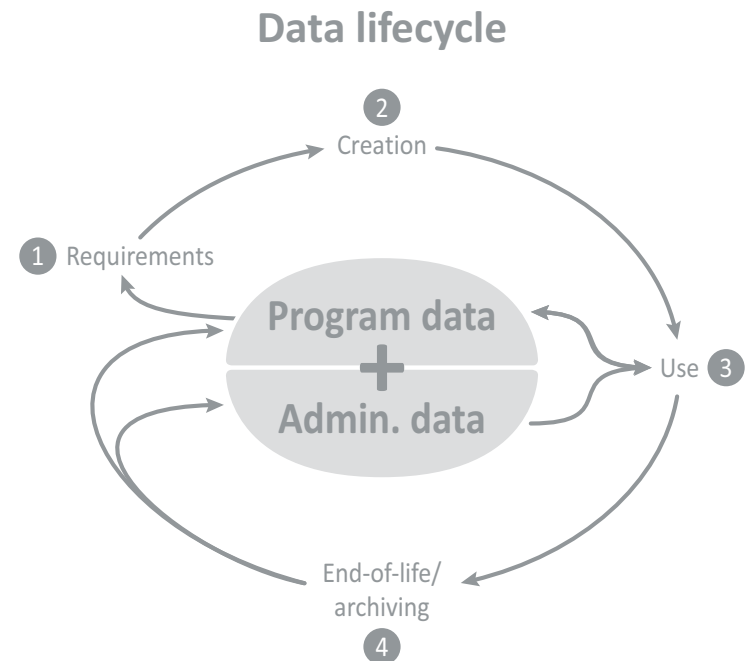 Data lifecycle
2
Creation
1 Requirements
Program data
+
Admin. data
Use 3
End-of-life/
archiving
4